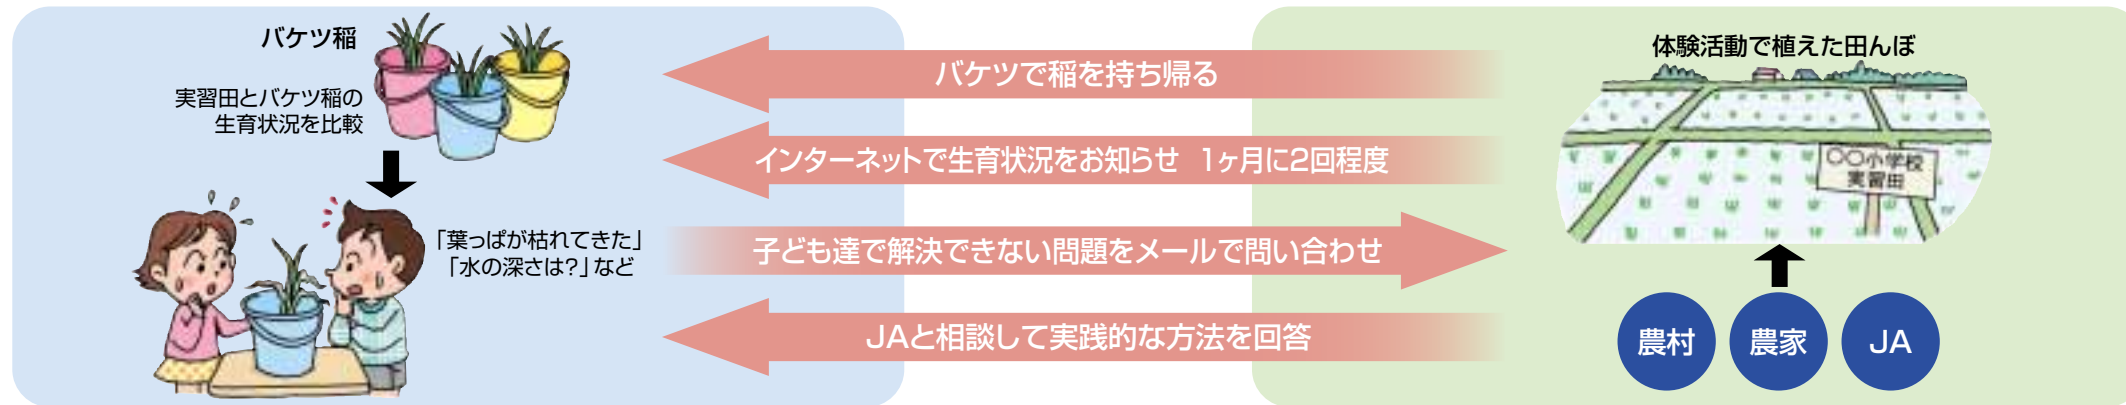 バケツ稲
実習田とバケツ稲の
生育状況を比較
「葉っぱが枯れてきた」
「水の深さは?」など
バケツで稲を持ち帰る
インターネットで生育状況をお知らせ 1ヶ月に2回程度
子ども達で解決できない問題をメールで問い合わせ
JAと相談して実践的な方法を回答
体験活動で植えた田んぼ
〇〇小学校
実習田
農村
農家
JA